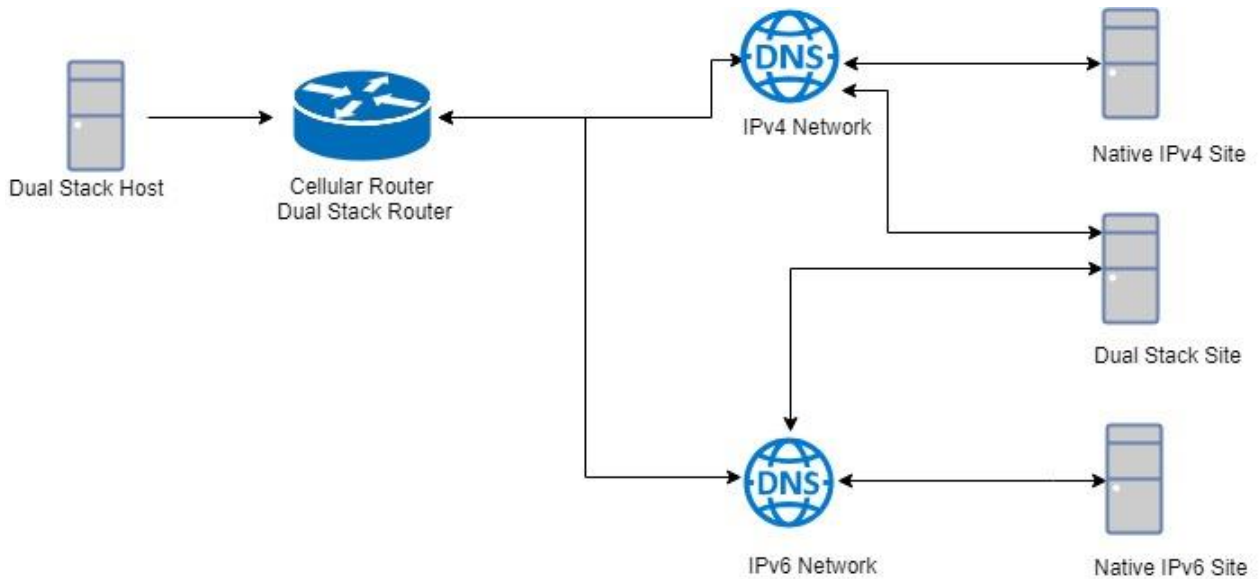 DNS
IPv4 Network
Native IPv4 Site
Dual Stack Host
Cellular Router
Dual Stack Router
Dual Stack Site
DNS
IPv6 Network
Native IPv6 Site